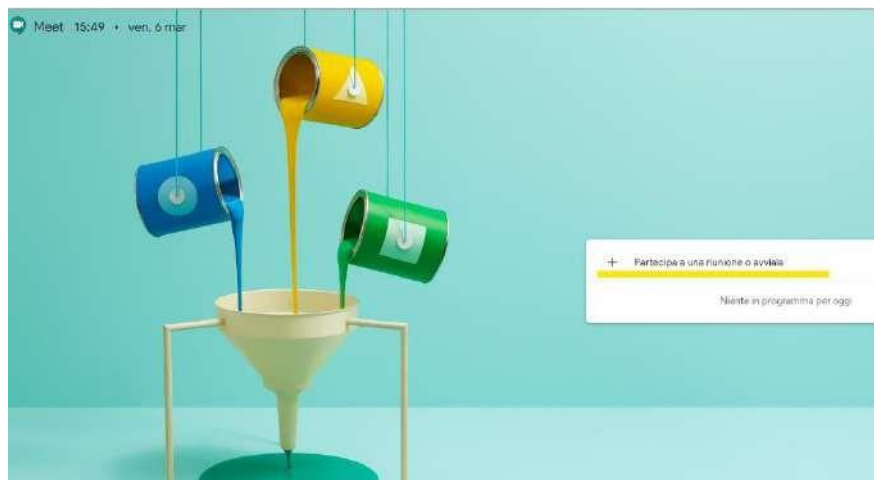 Meet 15:49 • ven. 6 mar
+ Partecipa a una riunione o avviala
Niente in programma per oggi